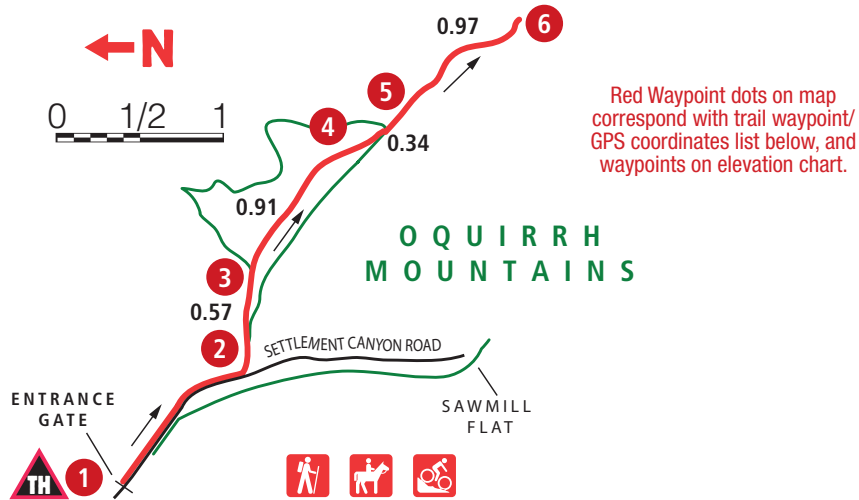 0.97
6
N
0 1/2 1
5
4
0.34
Red Waypoint dots on map
correspond with trail waypoint/
GPS coordinates list below, and
waypoints on elevation chart.
0.91
OQUIRRH
MOUNTAINS
3
0.57
2
SETTLEMENT CANYON ROAD
ENTRANCE
GATE
SAWMILL
FLAT
TH
1